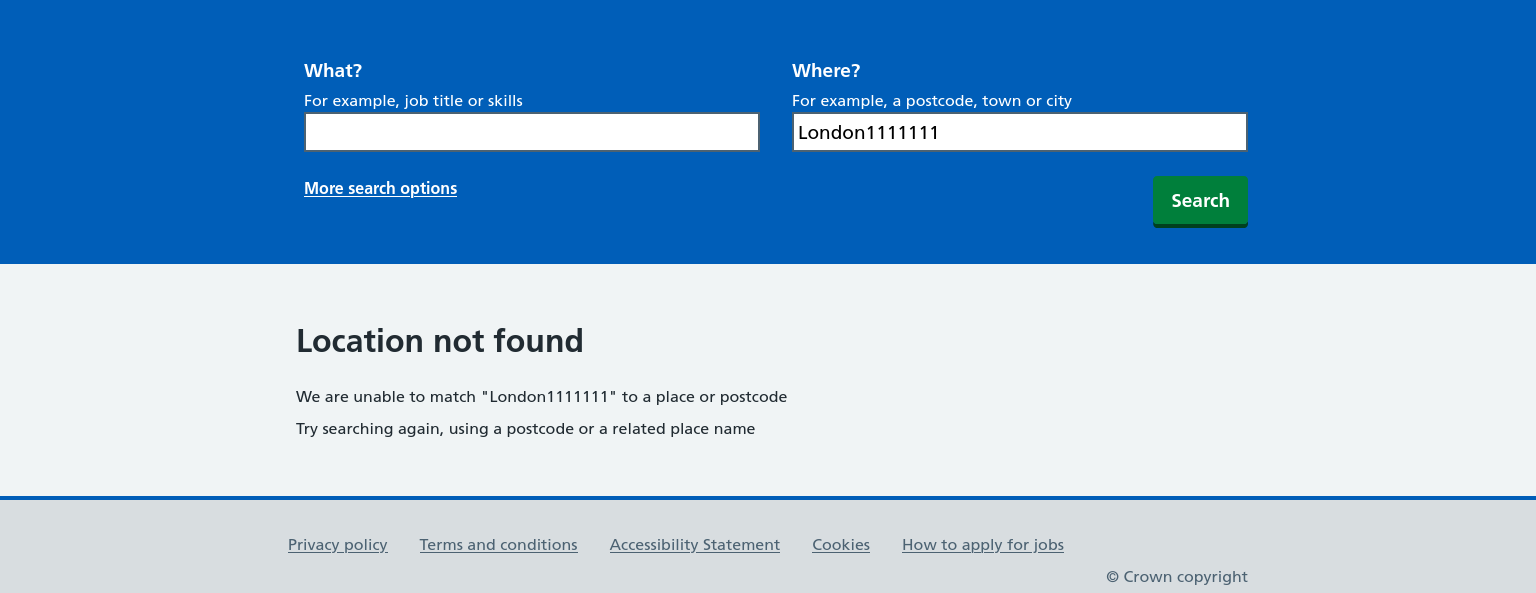 What?
For example, job title or skills
Where?
For example, a postcode, town or city
London1111111
More search options
Search
Location not found
We are unable to match "London1111111" to a place or postcode
Try searching again, using a postcode or a related place name
Privacy policy Terms and conditions Accessibility Statement Cookies How to apply for jobs
© Crown copyright